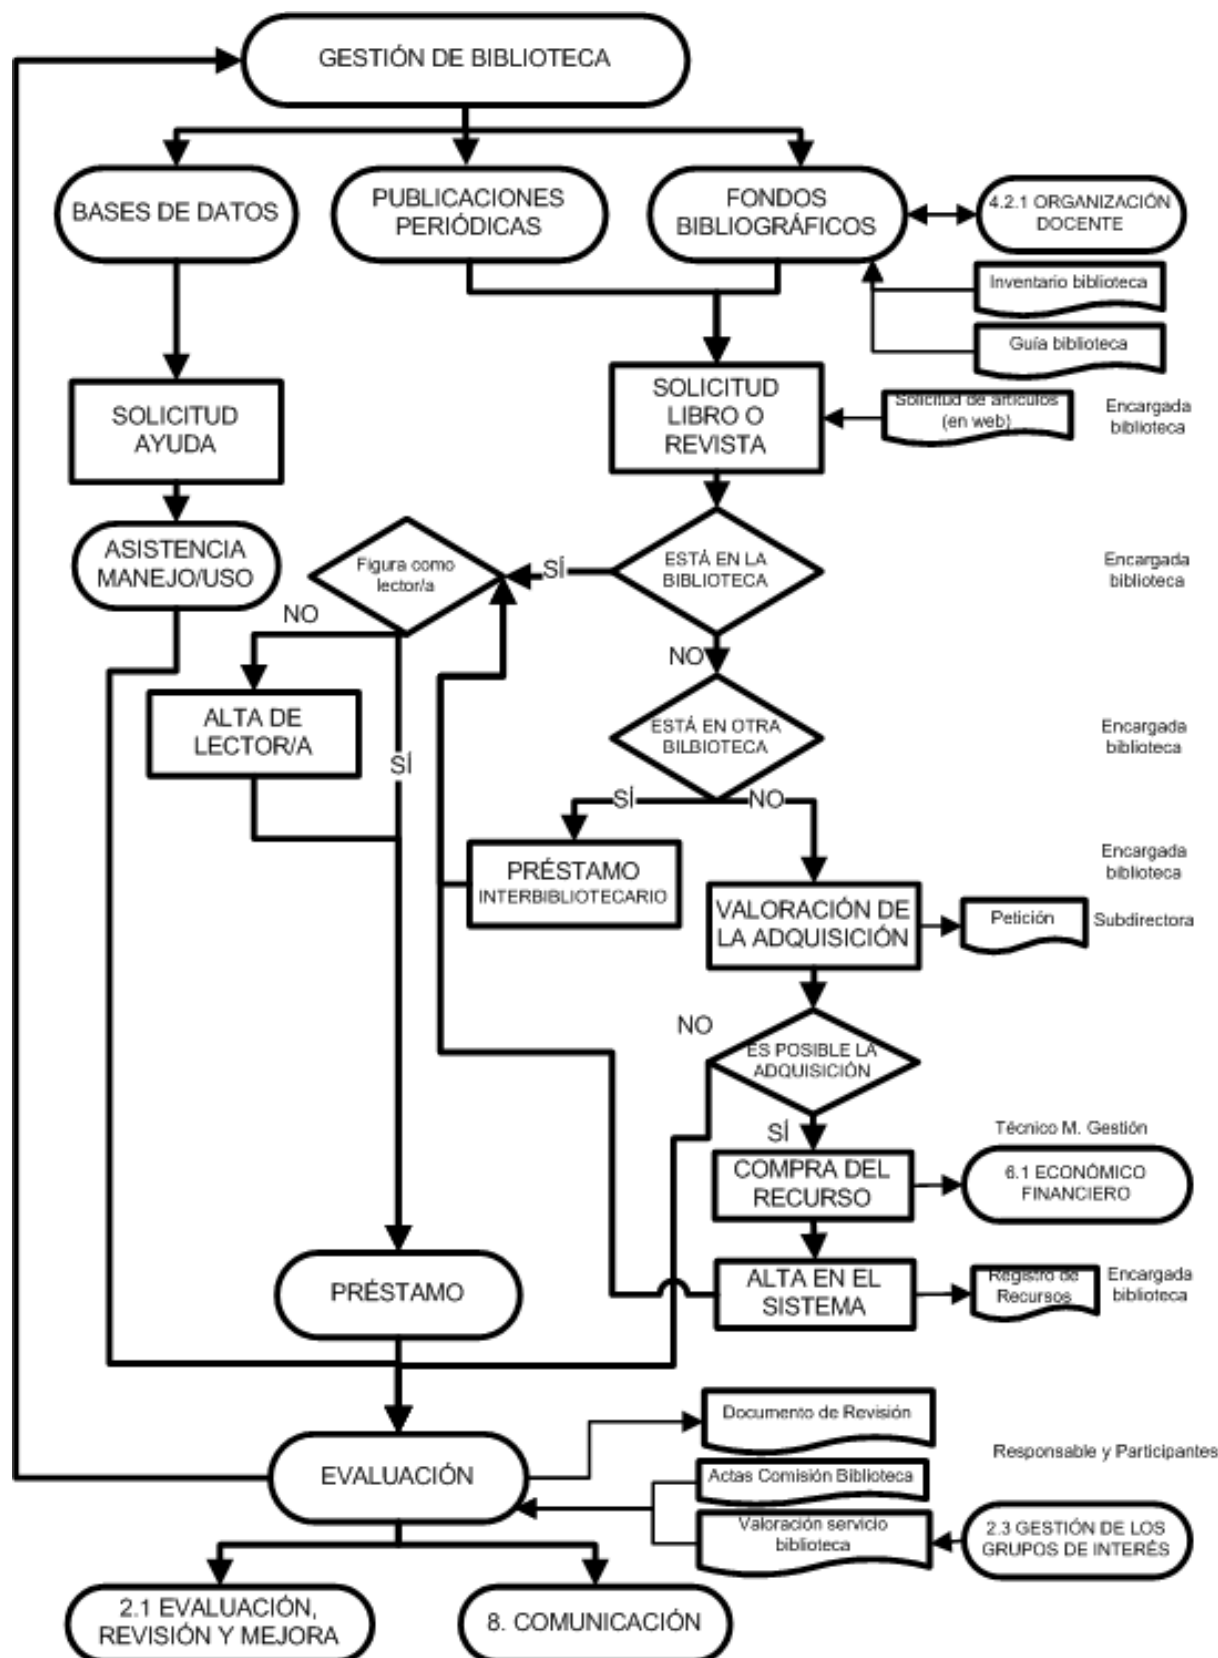 GESTIÓN DE BIBLIOTECA
BASES DE DATOS
PUBLICACIONES
PERIÓDICAS
FONDOS
BIBLIOGRÁFICOS
4.2.1 ORGANIZACIÓN
DOCENTE
Inventario biblioteca
Guía biblioteca
SOLICITUD
AYUDA
SOLICITUD
LIBRO O
REVISTA
Solicitud de artículos
(en web)
Encargada
biblioteca
ASISTENCIA
MANEJO/USO
Figura como
lector/a
SÍ
ESTÁ EN LA
BIBLIOTECA
Encargada
biblioteca
NO
NO
ALTA DE
LECTOR/A
SÍ
ESTÁ EN OTRA
BILBIOTECA
Encargada
biblioteca
SÍ
NO
PRÉSTAMO
INTERBIBLIOTECARIO
Encargada
biblioteca
VALORACIÓN DE
LA ADQUISICIÓN
Petición
Subdirectora
NO
ES POSIBLE LA
ADQUISICIÓN
SÍ
Técnico M. Gestión
COMPRA DEL
RECURSO
6.1 ECONÓMICO
FINANCIERO
PRÉSTAMO
ALTA EN EL
SISTEMA
Registro de
Recursos
Encargada
biblioteca
Documento de Revisión
Responsable y Participantes
EVALUACIÓN
Actas Comisión Biblioteca
Valoración servicio
biblioteca
2.3 GESTIÓN DE LOS
GRUPOS DE INTERÉS
2.1 EVALUACIÓN,
REVISIÓN Y MEJORA
8. COMUNICACIÓN